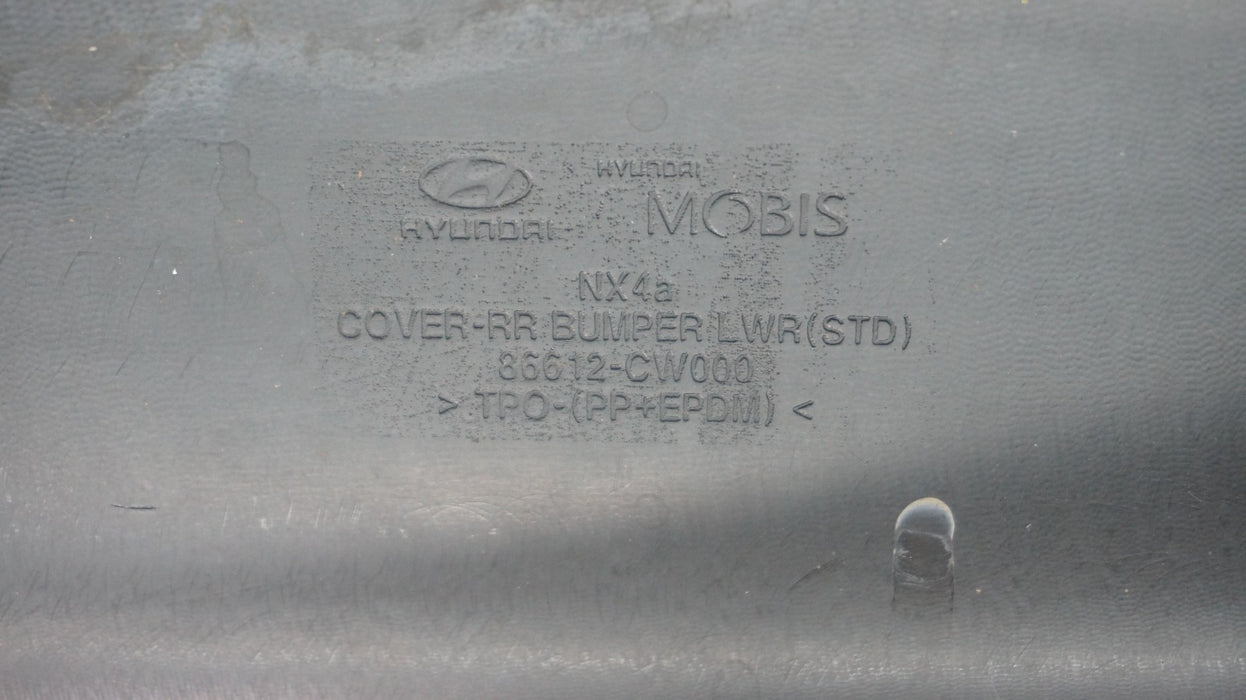 HYUNDAI
HYUNDAI
MOBIS
NX4a
COVER-RR BUMPER LWR(STD)
86612-CW000
> TPO-(PP+EPDM) <